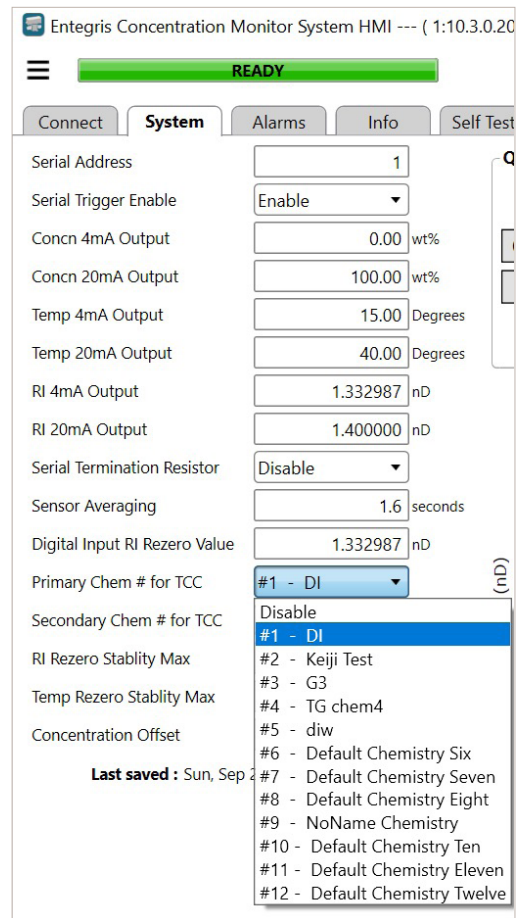 Entegris Concentration Monitor System HMI --- ( 1:10.3.0.20
READY
Connect System Alarms Info Self Test
Serial Address 1
Serial Trigger Enable Enable
Concn 4mA Output 0.00 wt%
Concn 20mA Output 100.00 wt%
Temp 4mA Output 15.00 Degrees
Temp 20mA Output 40.00 Degrees
RI 4mA Output 1.332987 nD
RI 20mA Output 1.400000 nD
Serial Termination Resistor Disable
Sensor Averaging 1.6 seconds
Digital Input RI Rezero Value 1.332987 nD
Primary Chem # for TCC #1 - DI
(nD)
Secondary Chem # for TCC
RI Rezero Stablity Max
Temp Rezero Stablity Max
Concentration Offset
Last saved : Sun, Sep
Disable
#1 - DI
#2 - Keiji Test
#3 - G3
#4 - TG chem4
#5 - diw
#6 - Default Chemistry Six
#7 - Default Chemistry Seven
#8 - Default Chemistry Eight
#9 - NoName Chemistry
#10 - Default Chemistry Ten
#11 - Default Chemistry Eleven
#12 - Default Chemistry Twelve